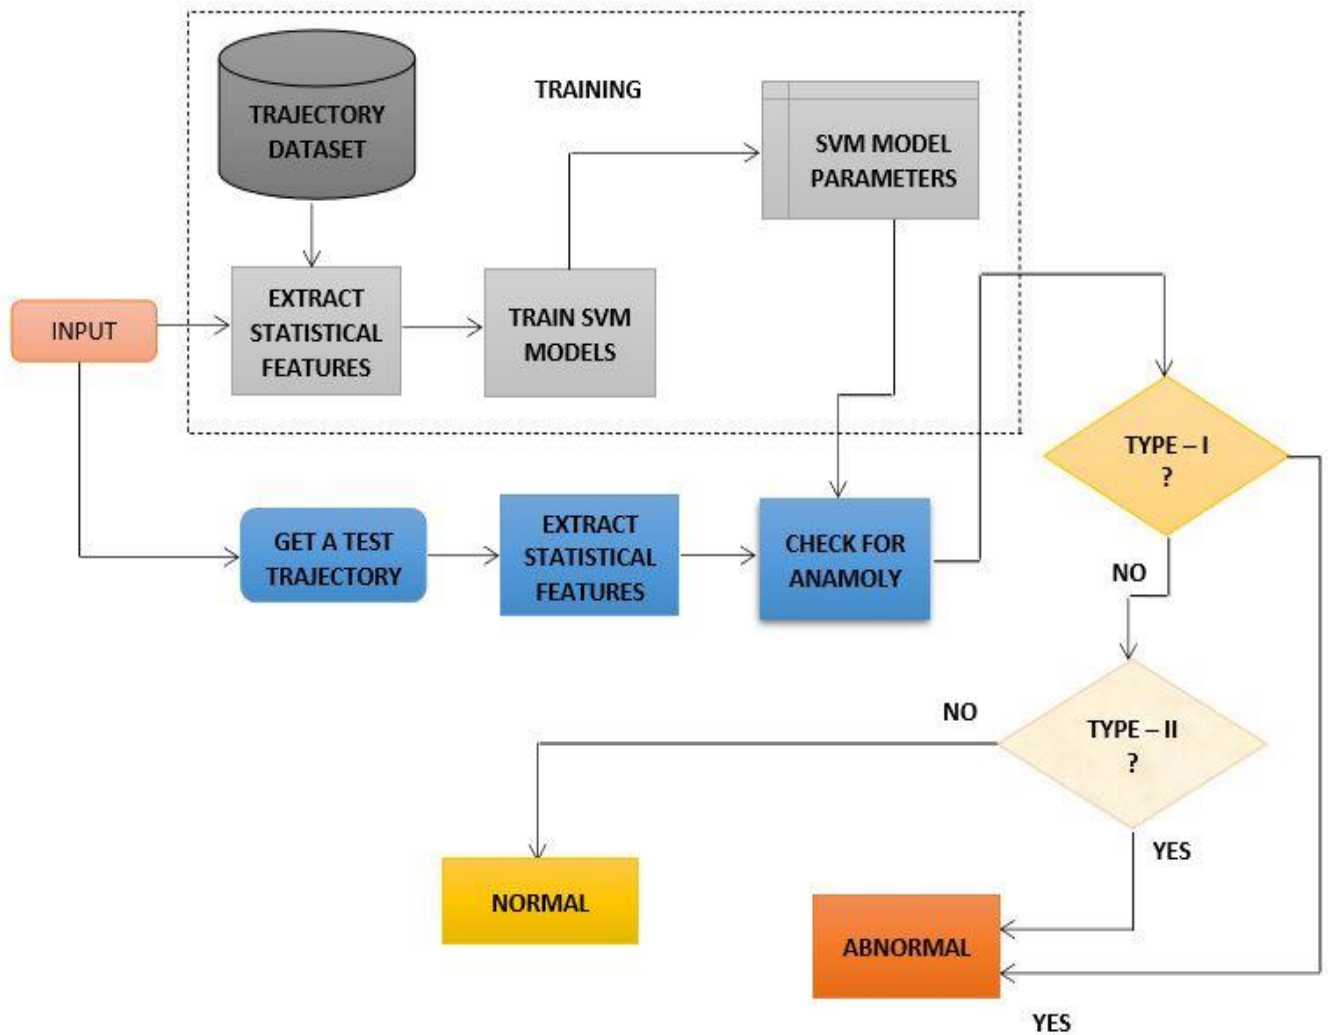 TRAJECTORY
DATASET
TRAINING
SVM MODEL
PARAMETERS
INPUT
EXTRACT
STATISTICAL
FEATURES
TRAIN SVM
MODELS
TYPE – I
?
GET A TEST
TRAJECTORY
EXTRACT
STATISTICAL
FEATURES
CHECK FOR
ANAMOLY
NO
NO
TYPE – II
?
YES
NORMAL
ABNORMAL
YES